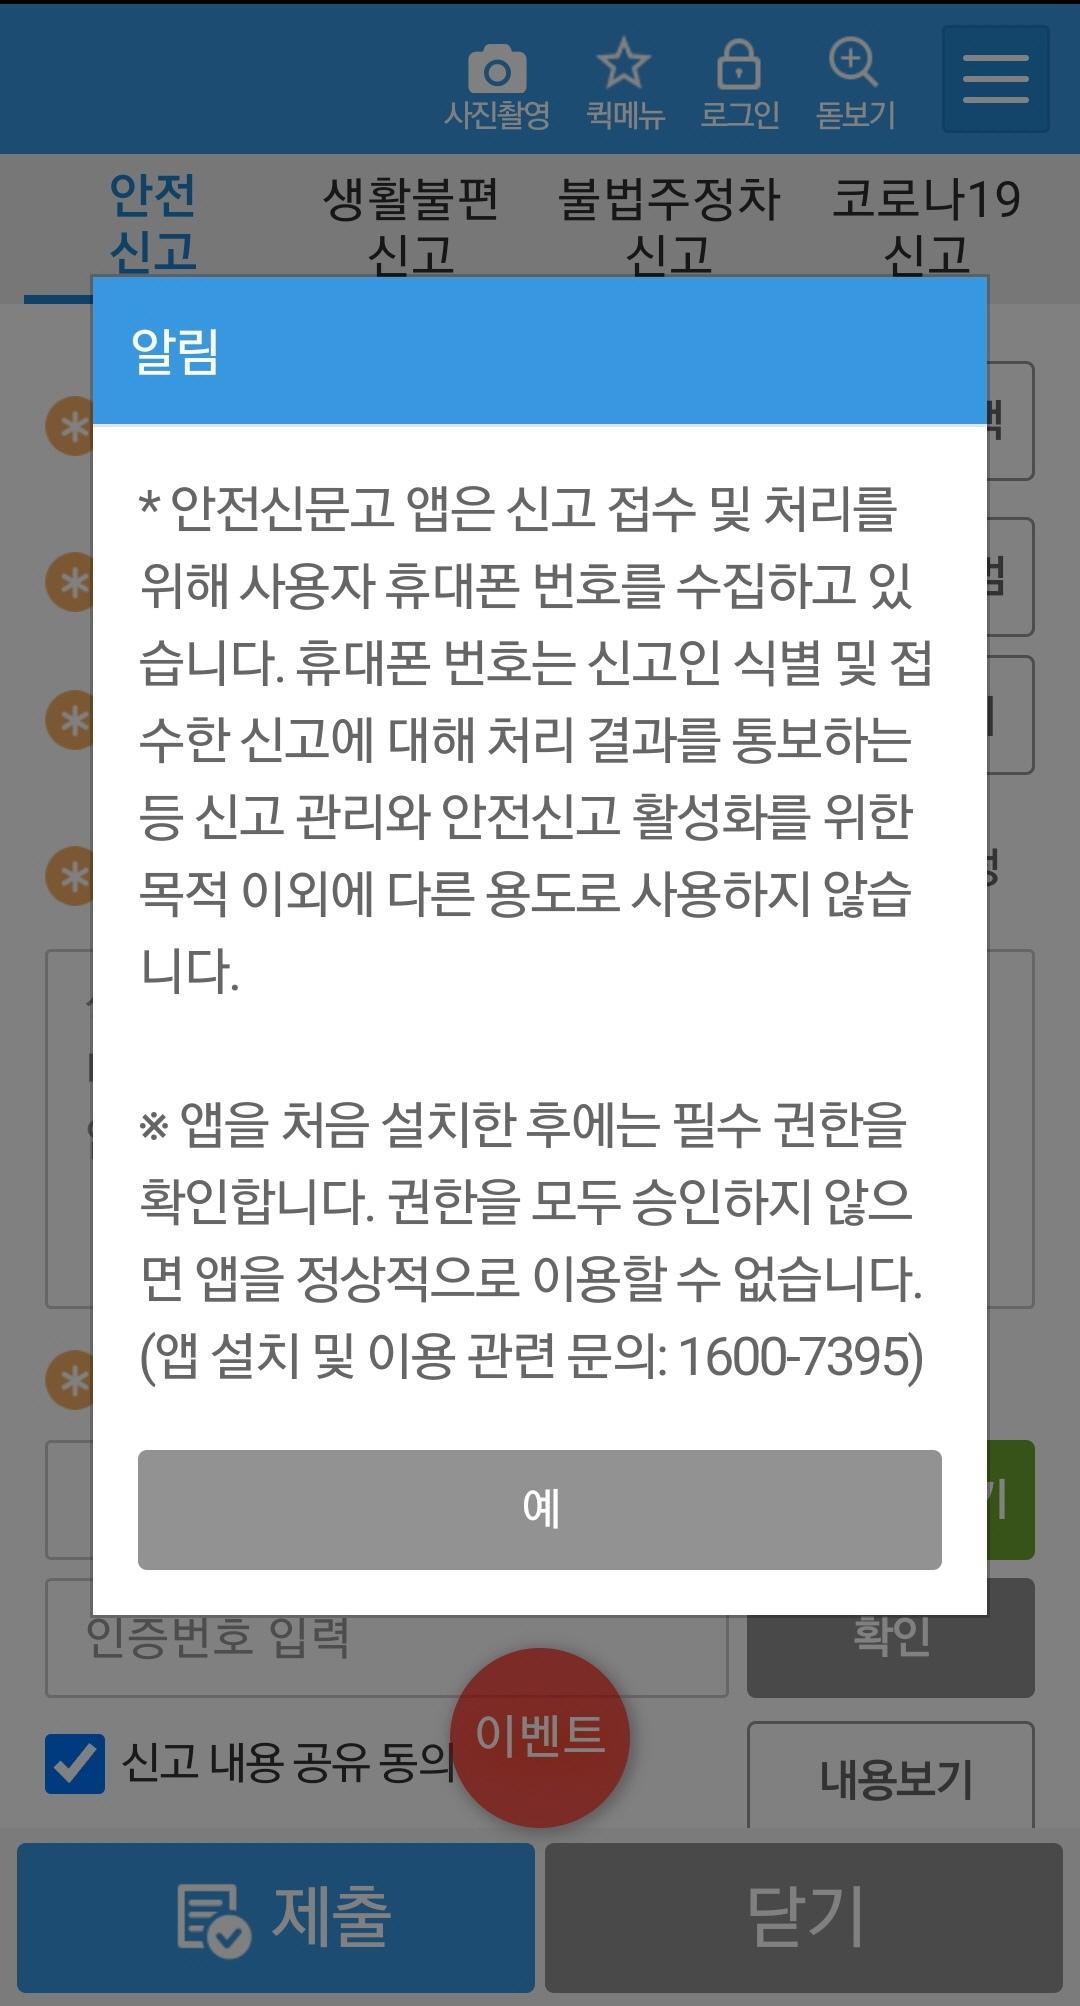 사진촬영 퀵메뉴 로그인 돋보기
안전 생활불편 불법주정차 코로나19
신고 신고 신고 신고
알림
* 안전신문고 앱은 신고 접수 및 처리를
위해 사용자 휴대폰 번호를 수집하고 있
습니다. 휴대폰 번호는 신고인 식별 및 접
수한 신고에 대해 처리 결과를 통보하는
등 신고 관리와 안전신고 활성화를 위한
목적 이외에 다른 용도로 사용하지 않습
니다.
※ 앱을 처음 설치한 후에는 필수 권한을
확인합니다. 권한을 모두 승인하지 않으
면 앱을 정상적으로 이용할 수 없습니다.
(앱 설치 및 이용 관련 문의: 1600-7395)
예
기
인증번호 입력 확인
이벤트
신고 내용 공유 동의 내용보기
제출 닫기